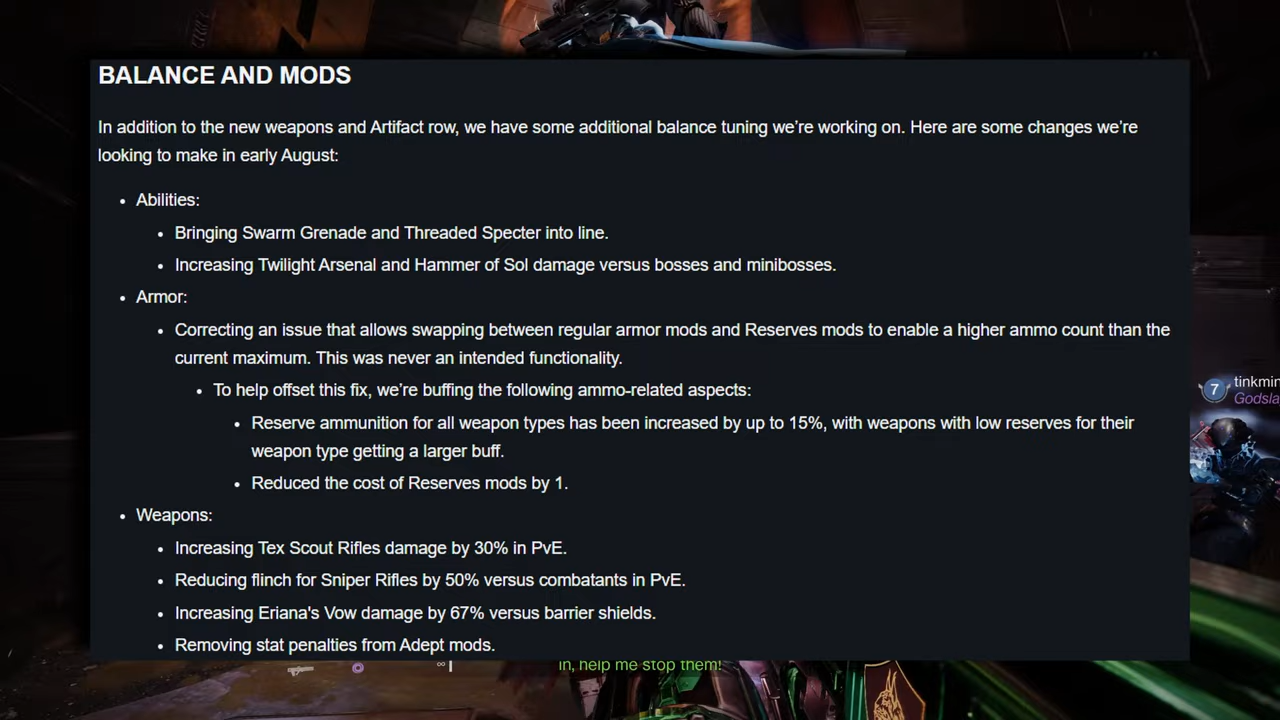 BALANCE AND MODS
In addition to the new weapons and Artifact row, we have some additional balance tuning we're working on. Here are some changes we're
looking to make in early August:
• Abilities:
• Bringing Swarm Grenade and Threaded Specter into line.
• Increasing Twilight Arsenal and Hammer of Sol damage versus bosses and minibosses.
• Armor:
• Correcting an issue that allows swapping between regular armor mods and Reserves mods to enable a higher ammo count than the
current maximum. This was never an intended functionality.
• To help offset this fix, we're buffing the following ammo-related aspects:
• Reserve ammunition for all weapon types has been increased by up to 15%, with weapons with low reserves for their
weapon type getting a larger buff.
• Reduced the cost of Reserves mods by 1.
• Weapons:
• Increasing Tex Scout Rifles damage by 30% in PvE.
• Reducing flinch for Sniper Rifles by 50% versus combatants in PvE.
• Increasing Eriana's Vow damage by 67% versus barrier shields.
• Removing stat penalties from Adept mods.
7 tinkmin
Godsla
in, help me stop them!